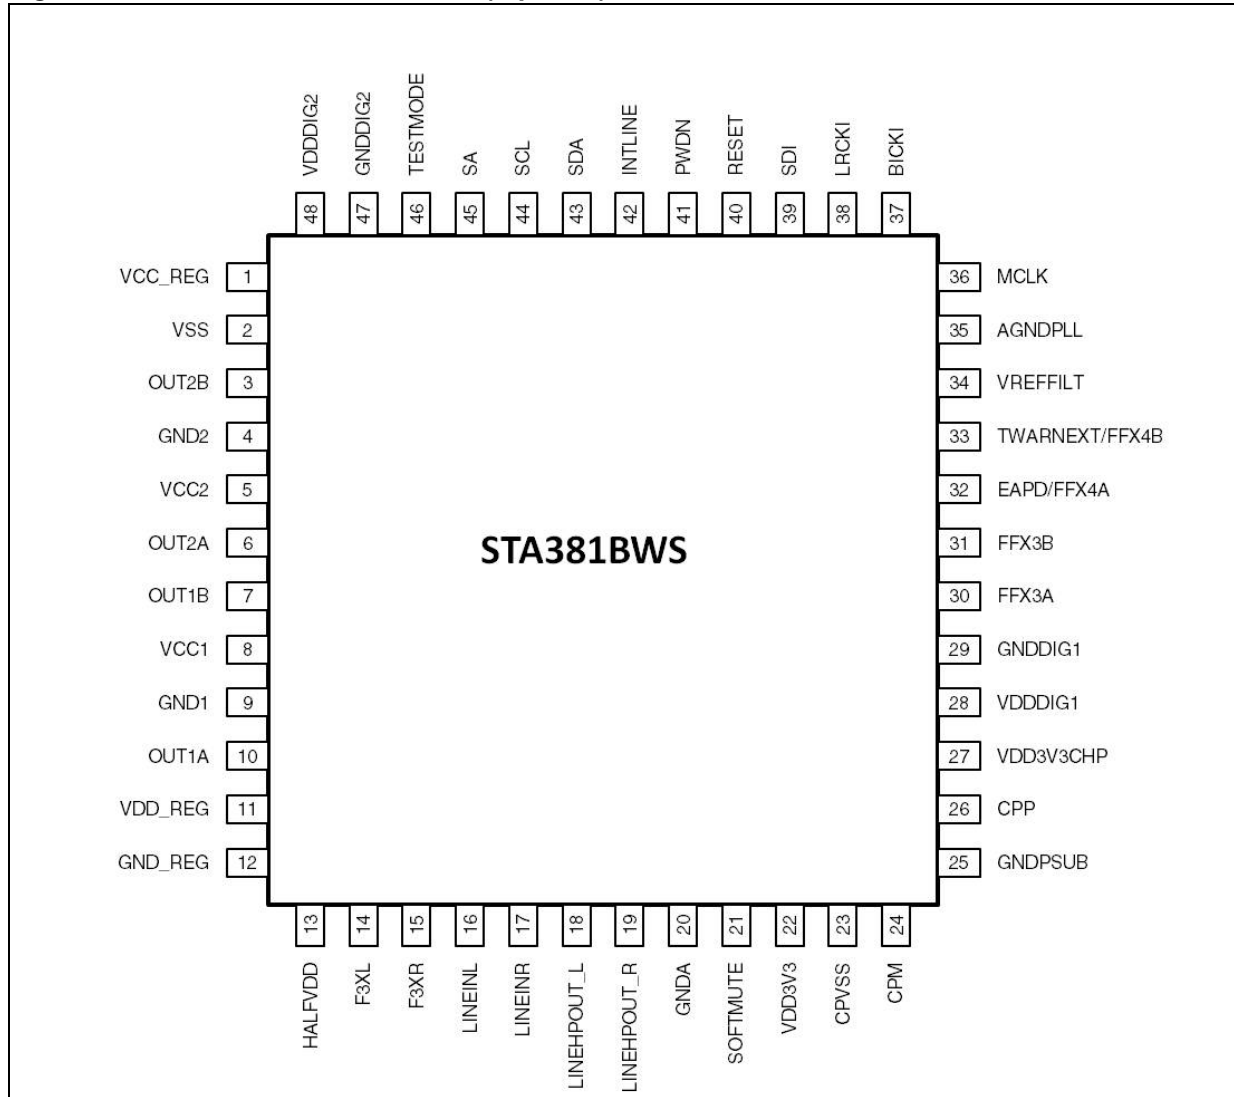 VDDDIG2
GNDDIG2
TESTMODE
SA
SCL
SDA
INTLINE
PWDN
RESET
SDI
LRCKI
BICKI
48
47
46
45
44
43
42
41
40
39
38
37
VCC_REG 1
36 MCLK
VSS 2
35 AGNDPLL
OUT2B 3
34 VREFFILT
GND2 4
33 TWARNEXT/FFX4B
VCC2 5
32 EAPD/FFX4A
OUT2A 6
31 FFX3B
STA381BWS
OUT1B 7
30 FFX3A
VCC1 8
29 GNDDIG1
GND1 9
28 VDDDIG1
OUT1A 10
27 VDD3V3CHP
VDD_REG 11
26 CPP
GND_REG 12
25 GNDPSUB
13
14
15
16
17
18
19
20
21
22
23
24
HALFVDD
F3XL
F3XR
LINEINL
LINEINR
LINEHPOUT_L
LINEHPOUT_R
GNDA
SOFTMUTE
VDD3V3
CPVSS
CPM